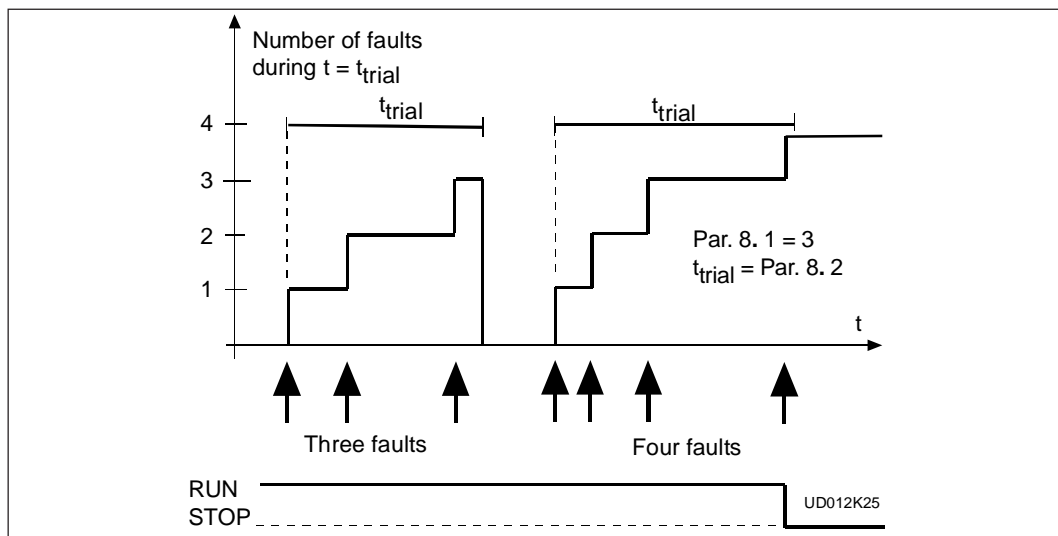 Number of faults
during t = ttrial
ttrial
ttrial
4
3
2
1
Par. 8. 1 = 3
ttrial = Par. 8. 2
t
Three faults
Four faults
RUN
STOP
UD012K25